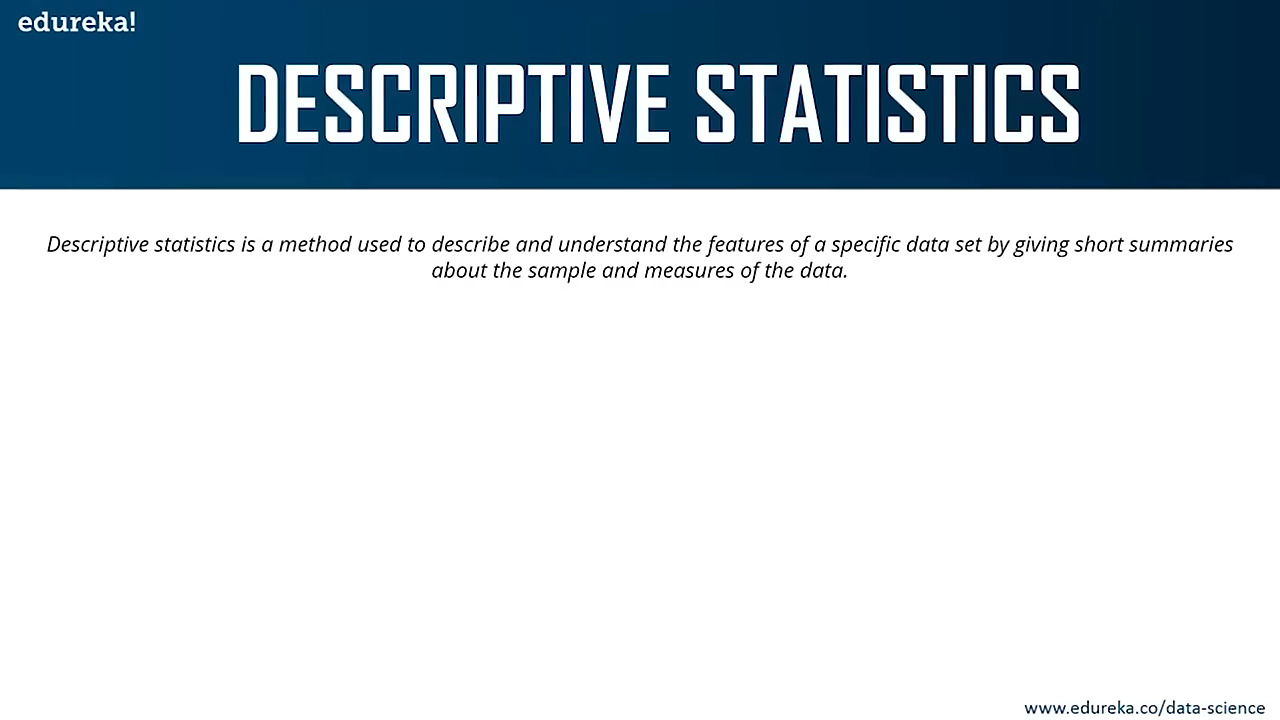 edureka!
DESCRIPTIVE STATISTICS
Descriptive statistics is a method used to describe and understand the features of a specific data set by giving short summaries
about the sample and measures of the data.
www.edureka.co/data-science